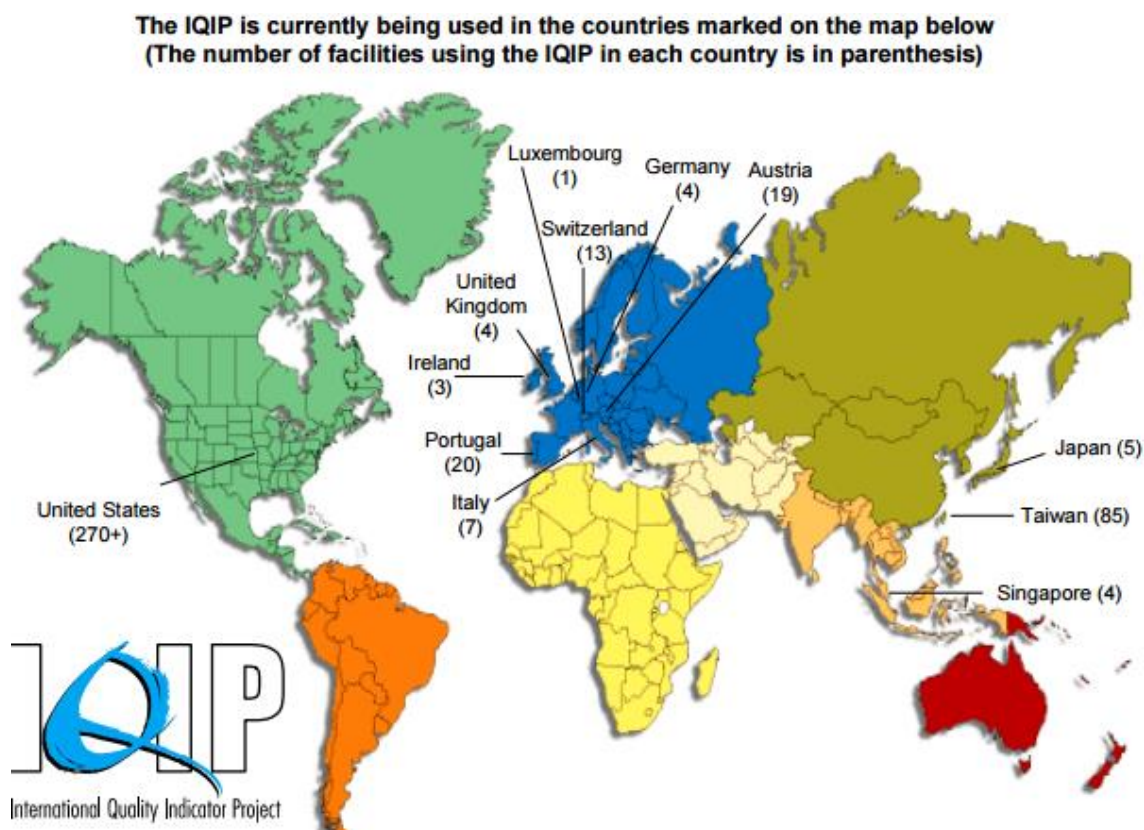 The IQIP is currently being used in the countries marked on the map below
(The number of facilities using the IQIP in each country is in parenthesis)
Luxembourg
(1)
Germany
(4)
Austria
(19)
Switzerland
(13)
United
Kingdom
(4)
Ireland
(3)
Portugal
(20)
Italy
(7)
United States
(270+)
Japan (5)
Taiwan (85)
Singapore (4)
IQIP
International Quality Indicator Project